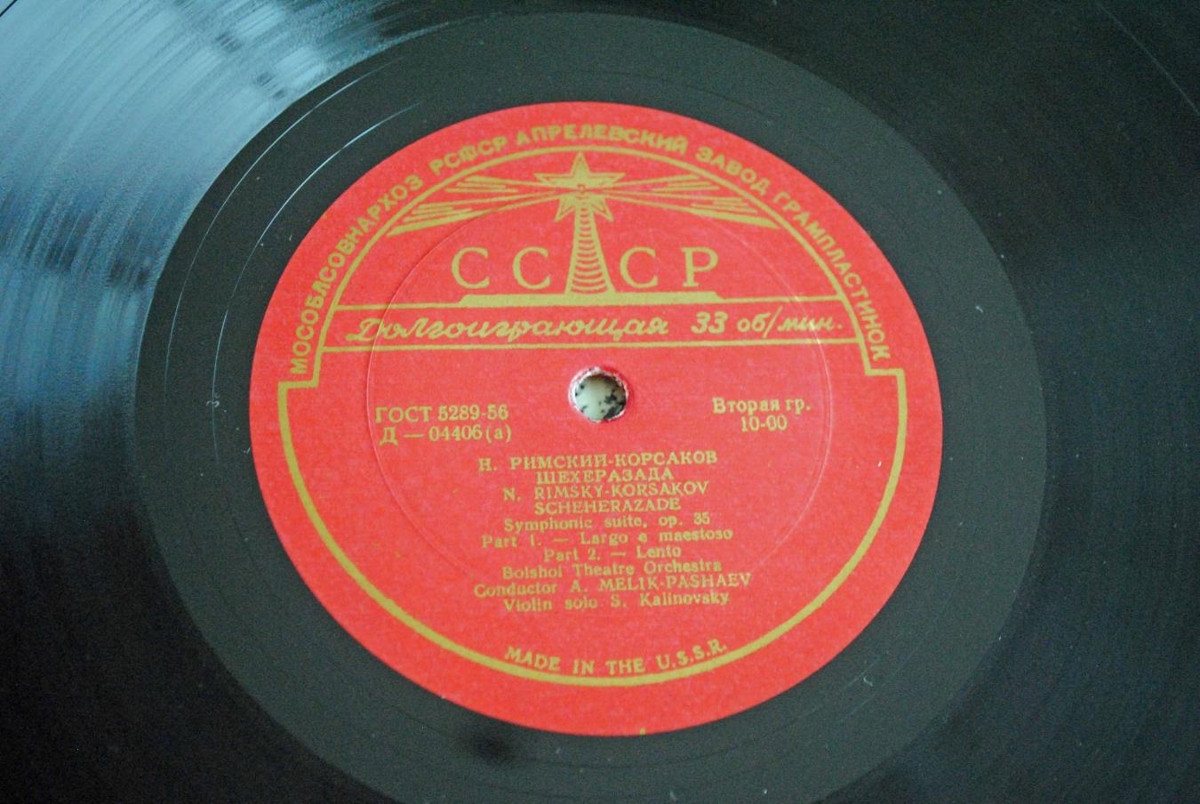 МОСОБЛСОВНАРХОЗ РСФСР АПРЕЛЕВСКИЙ ЗАВОД ГРАМПЛАСТИНОК
СССР
Долгоиграющая 33 об/мин.
ГОСТ 5289-56
Д — 04406 (а)
Вторая гр.
10-00
Н. РИМСКИЙ-КОРСАКОВ
ШЕХЕРАЗАДА
N. RIMSKY-KORSAKOV
SCHEHERAZADE
Symphonic suite, op. 35
Part 1. — Largo e maestoso
Part 2. — Lento
Bolshoi Theatre Orchestra
Conductor A. MELIK-PASHAEV
Violin solo S. Kalinovsky
MADE IN THE U.S.S.R.